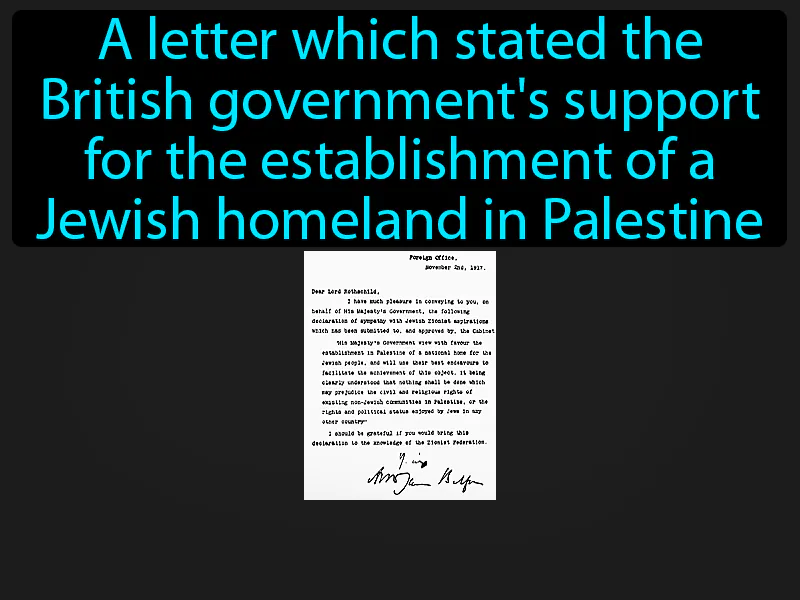 A letter which stated the
British government's support
for the establishment of a
Jewish homeland in Palestine
Foreign Office,
November 2nd, 1917.
Dear Lord Rothschild,
I have much pleasure in conveying to you, on
behalf of His Majesty's Government, the following
declaration of sympathy with Jewish Zionist aspirations
which has been submitted to, and approved by, the Cabinet
"His Majesty's Government view with favour the
establishment in Palestine of a national home for the
Jewish people, and will use their best endeavours to
facilitate the achievement of this object, it being
clearly understood that nothing shall be done which
may prejudice the civil and religious rights of
existing non-Jewish communities in Palestine, or the
rights and political status enjoyed by Jews in any
other country"
I should be grateful if you would bring this
declaration to the knowledge of the Zionist Federation.